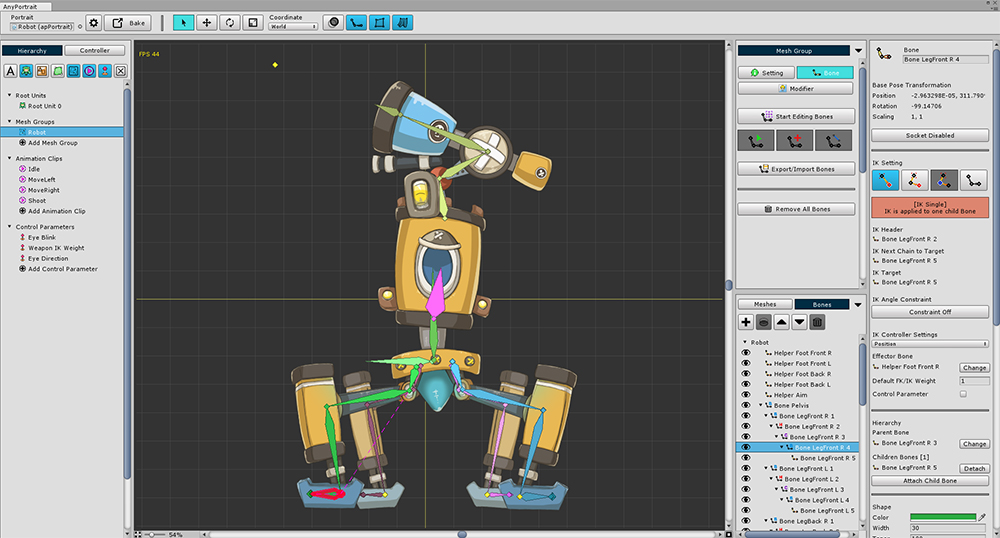 AnyPortrait
Portrait
Robot (apPortrait)
Bake
Coordinate
World
Hierarchy
Controller
Root Units
Root Unit 0
Mesh Groups
Robot
Add Mesh Group
Animation Clips
Idle
MoveLeft
MoveRight
Shoot
Add Animation Clip
Control Parameters
Eye Blink
Weapon IK Weight
Eye Direction
Add Control Parameter
FPS 44
54%
Mesh Group
Setting
Bone
Modifier
Start Editing Bones
Export/Import Bones
Remove All Bones
Meshes
Bones
Robot
Helper Foot Front R
Helper Foot Front L
Helper Foot Back R
Helper Foot Back L
Helper Aim
Bone Pelvis
Bone LegFront R 1
Bone LegFront R 2
Bone LegFront R 3
Bone LegFront R 4
Bone LegFront R 5
Bone LegFront L 1
Bone LegFront L 2
Bone LegFront L 3
Bone LegFront L 4
Bone LegFront L 5
Bone LegBack R 1
Bone
Bone LegFront R 4
Base Pose Transformation
Position -2.963298E-05, 311.790
Rotation -99.14706
Scaling 1, 1
Socket Disabled
IK Setting
[IK Single]
IK is applied to one child Bone
IK Header
Bone LegFront R 2
IK Next Chain to Target
Bone LegFront R 5
IK Target
Bone LegFront R 5
IK Angle Constraint
Constraint Off
IK Controller Settings
Position
Effector Bone
Helper Foot Front R Change
Default FK/IK Weight 1
Control Parameter
Hierarchy
Parent Bone
Bone LegFront R 3 Change
Children Bones [1]
Bone LegFront R 5 Detach
Attach Child Bone
Shape
Color
Width 30